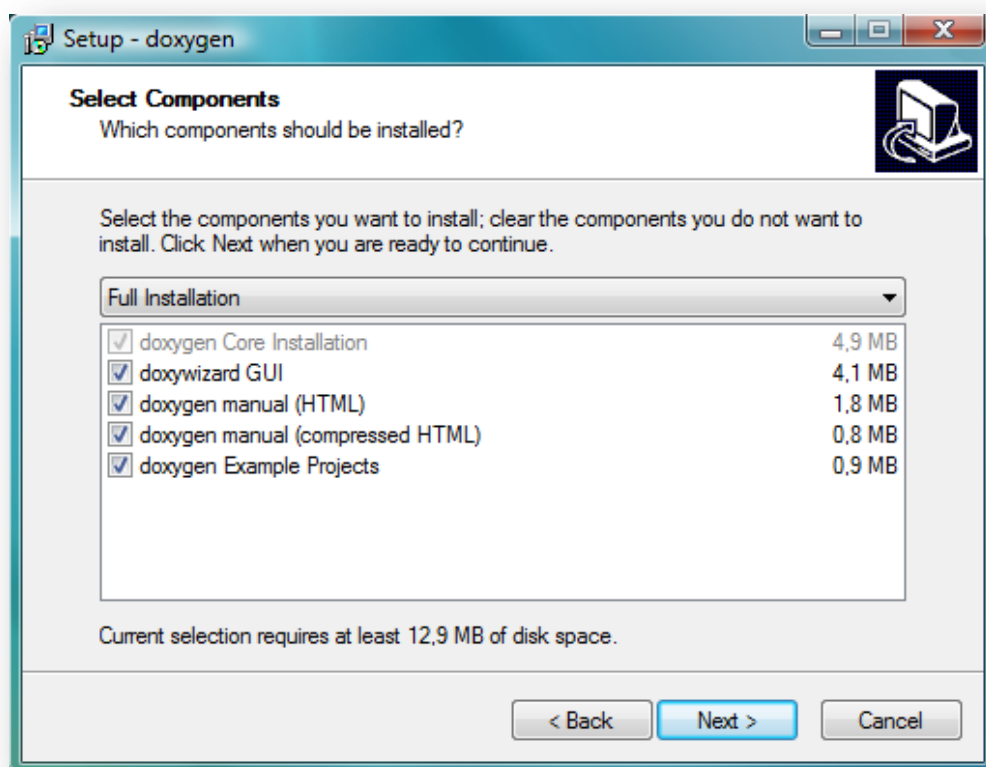 Setup - doxygen
Select Components
Which components should be installed?
Select the components you want to install; clear the components you do not want to
install. Click Next when you are ready to continue.
Full Installation
doxygen Core Installation 4,9 MB
doxywizard GUI 4,1 MB
doxygen manual (HTML) 1,8 MB
doxygen manual (compressed HTML) 0,8 MB
doxygen Example Projects 0,9 MB
Current selection requires at least 12,9 MB of disk space.
< Back Next > Cancel